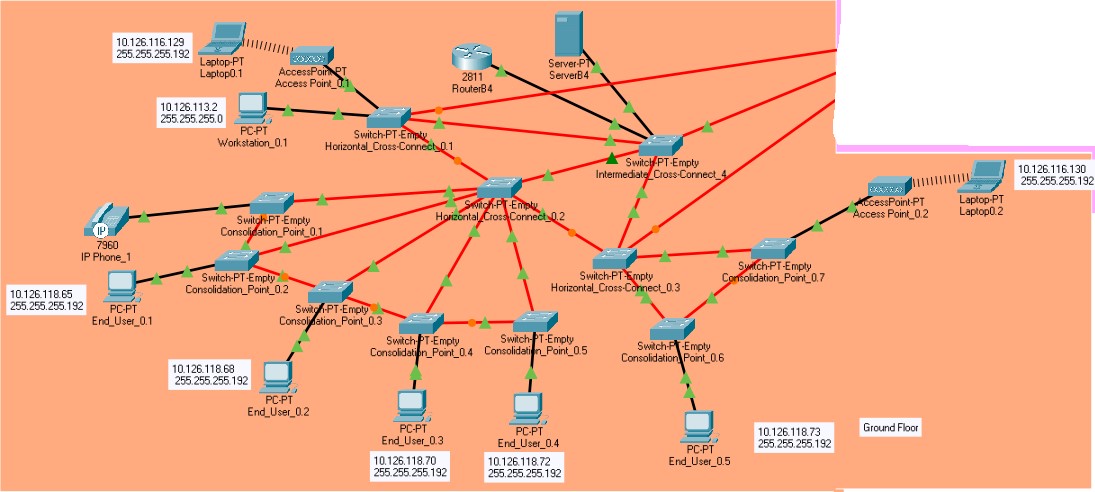 10.126.116.129
255.255.255.192
Laptop-PT
Laptop0.1
AccessPoint-PT
Access Point_0.1
2811
RouterB4
Server-PT
ServerB4
10.126.113.2
255.255.255.0
PC-PT
Workstation_0.1
Switch-PT-Empty
Horizontal_Cross-Connect_0.1
Switch-PT-Empty
Intermediate_Cross-Connect_4
10.126.116.130
255.255.255.192
Laptop-PT
Laptop0.2
AccessPoint-PT
Access Point_0.2
Switch-PT-Empty
Horizontal_Cross-Connect_0.2
IP
7960
IP Phone_1
Switch-PT-Empty
Consolidation_Point_0.1
Switch-PT-Empty
Consolidation_Point_0.2
Switch-PT-Empty
Horizontal_Cross-Connect_0.3
Switch-PT-Empty
Consolidation_Point_0.7
10.126.118.65
255.255.255.192
PC-PT
End_User_0.1
Switch-PT-Empty
Consolidation_Point_0.3
Switch-PT-Empty
Consolidation_Point_0.4
Switch-PT-Empty
Consolidation_Point_0.5
Switch-PT-Empty
Consolidation_Point_0.6
10.126.118.68
255.255.255.192
PC-PT
End_User_0.2
PC-PT
End_User_0.3
10.126.118.70
255.255.255.192
PC-PT
End_User_0.4
10.126.118.72
255.255.255.192
PC-PT
End_User_0.5
10.126.118.73
255.255.255.192
Ground Floor